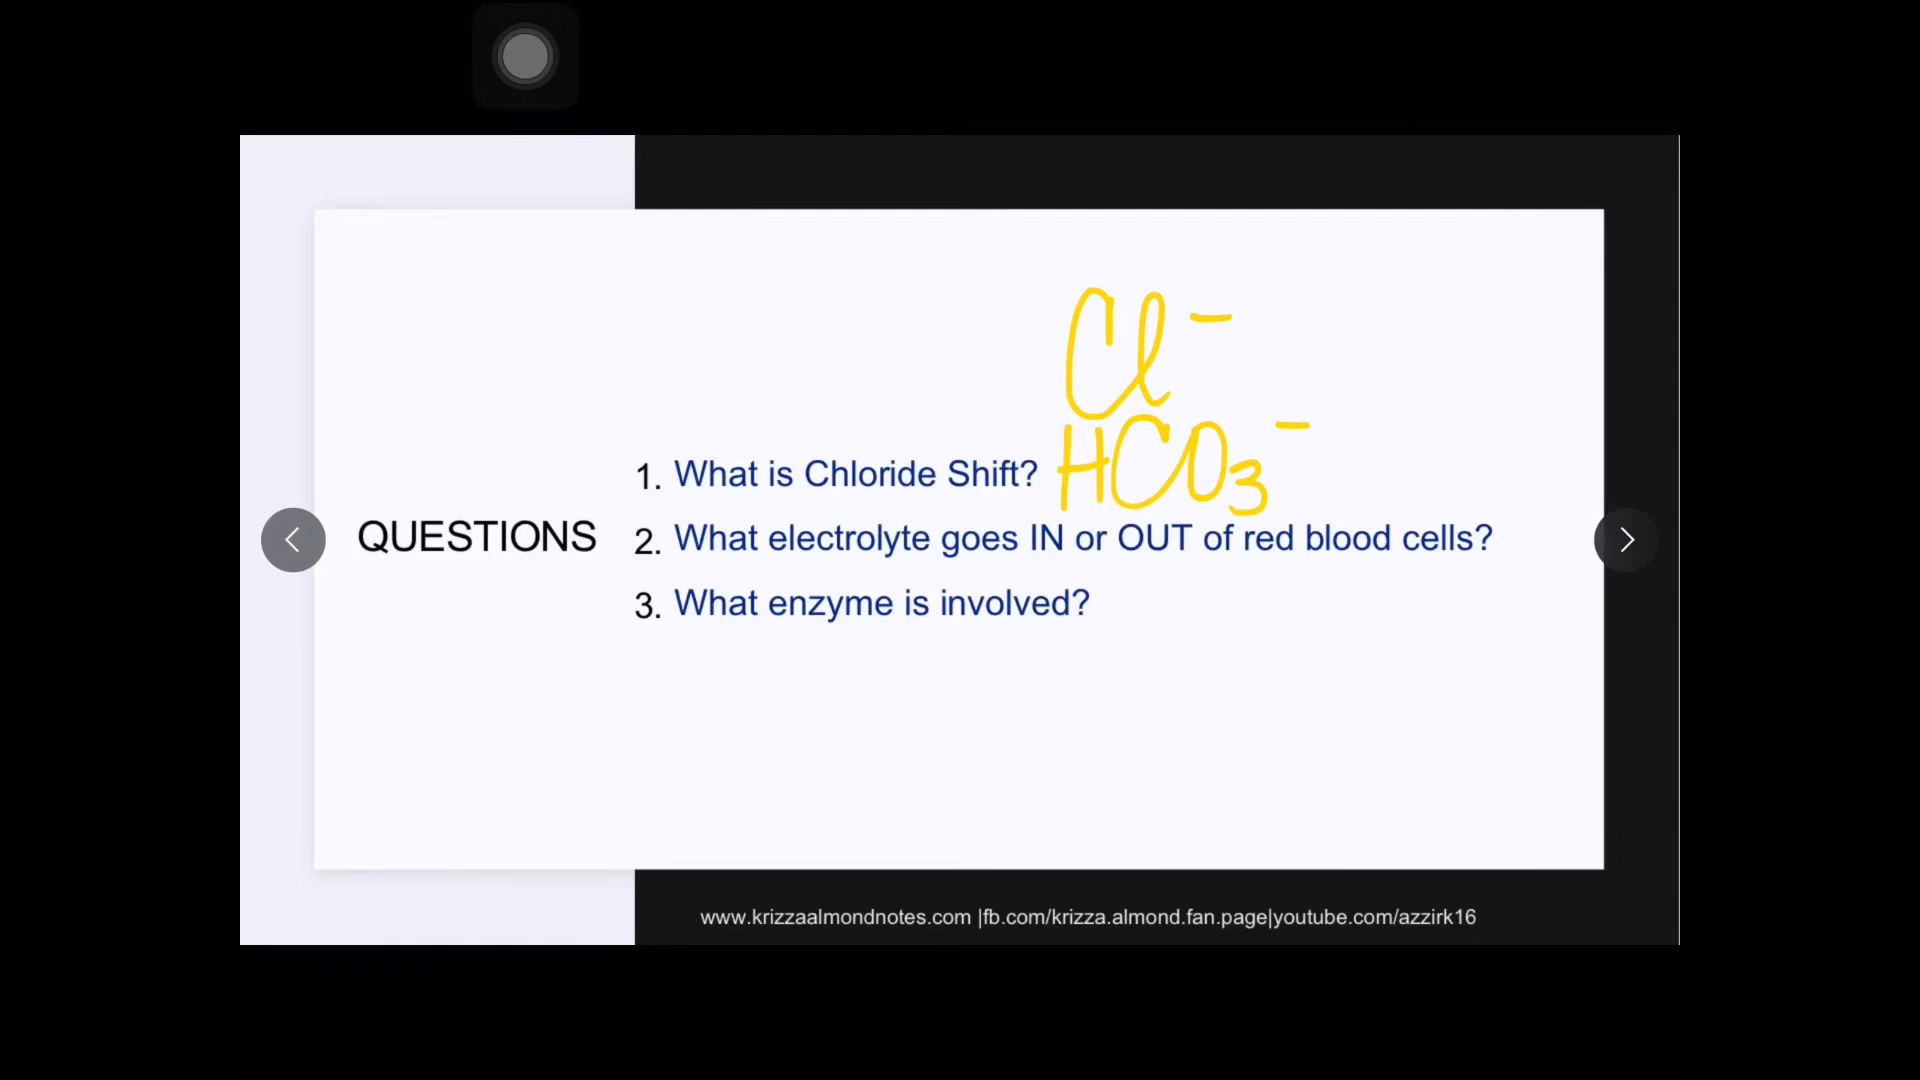 Cl⁻
HCO₃⁻
QUESTIONS
1. What is Chloride Shift?
2. What electrolyte goes IN or OUT of red blood cells?
3. What enzyme is involved?
www.krizzaalmondnotes.com |fb.com/krizza.almond.fan.page|youtube.com/azzirk16